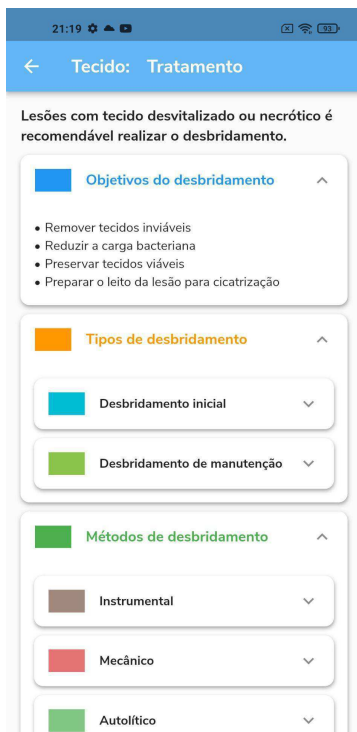 21:19
93
Tecido: Tratamento
Lesões com tecido desvitalizado ou necrótico é
recomendável realizar o desbridamento.
Objetivos do desbridamento
• Remover tecidos inviáveis
• Reduzir a carga bacteriana
• Preservar tecidos viáveis
• Preparar o leito da lesão para cicatrização
Tipos de desbridamento
Desbridamento inicial
Desbridamento de manutenção
Métodos de desbridamento
Instrumental
Mecânico
Autolítico